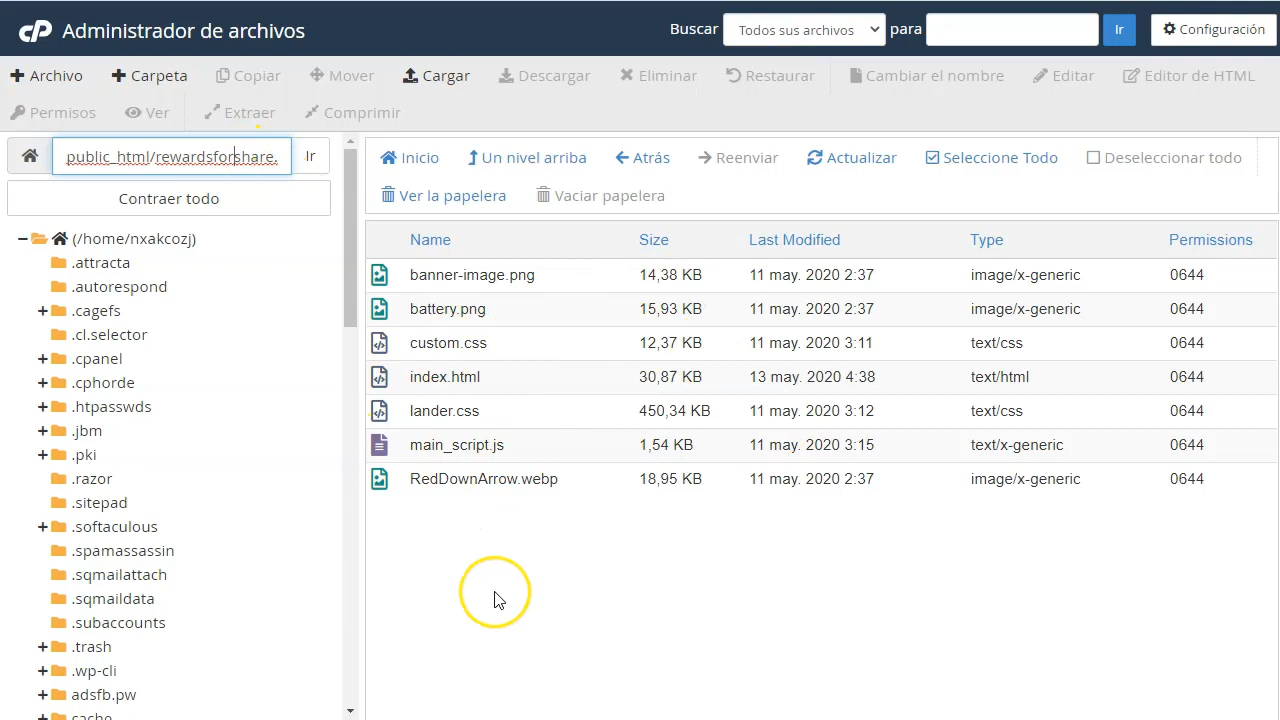 cP Administrador de archivos
Buscar Todos sus archivos para Ir Configuración
Archivo Carpeta Copiar Mover Cargar Descargar Eliminar Restaurar Cambiar el nombre Editar Editor de HTML
Permisos Ver Extraer Comprimir
public_html/rewardsforshare. Ir
Contraer todo
(/home/nxakcozj)
.attracta
.autorespond
.cagefs
.cl.selector
.cpanel
.cphorde
.htpasswds
.jbm
.pki
.razor
.sitepad
.softaculous
.spamassassin
.sqmailattach
.sqmaildata
.subaccounts
.trash
.wp-cli
adsfb.pw
cache
Inicio Un nivel arriba Atrás Reenviar Actualizar Seleccione Todo Deseleccionar todo
Ver la papelera Vaciar papelera
Name Size Last Modified Type Permissions
banner-image.png 14,38 KB 11 may. 2020 2:37 image/x-generic 0644
battery.png 15,93 KB 11 may. 2020 2:37 image/x-generic 0644
custom.css 12,37 KB 11 may. 2020 3:11 text/css 0644
index.html 30,87 KB 13 may. 2020 4:38 text/html 0644
lander.css 450,34 KB 11 may. 2020 3:12 text/css 0644
main_script.js 1,54 KB 11 may. 2020 3:15 text/x-generic 0644
RedDownArrow.webp 18,95 KB 11 may. 2020 2:37 image/x-generic 0644